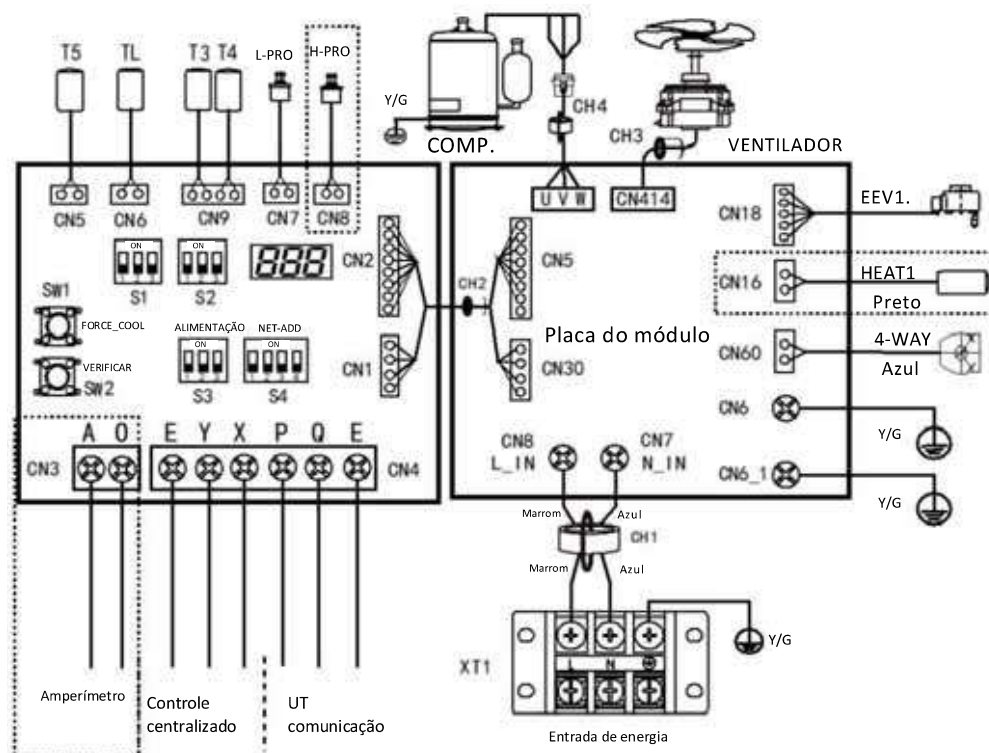 T5 TL T3 T4 L-PRO H-PRO
Y/G
COMP.
CH4
CH3
VENTILADOR
CN5 CN6 CN9 CN7 CN8
U V W
CN414
CN18
EEV1.
ON ON
S1 S2
CN2
CH2
CN5
CN16
HEAT1
Preto
SW1
FORCE_COOL
ALIMENTAÇÃO NET-ADD
ON
Placa do módulo
4-WAY
Azul
CN60
VERIFICAR
SW2
S3 S4
CN1
CN30
CN6
Y/G
A O E Y X P Q E
CN3
CN4
CN8
L_IN
CN7
N_IN
CN6_1
Y/G
Marrom Azul
CH1
Marrom Azul
Y/G
XT1
L N
Amperímetro
Controle
centralizado
UT
comunicação
Entrada de energia